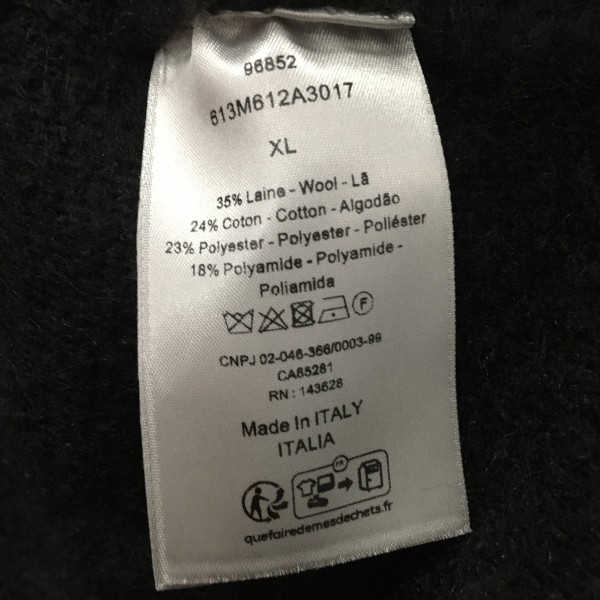 96852
613M612A3017
XL
35% Laine - Wool - Lã
24% Coton - Cotton - Algodão
23% Polyester - Polyester - Poliéster
18% Polyamide - Polyamide -
Poliamida
F
CNPJ 02-046-366/0003-99
CA65281
RN : 143628
Made In ITALY
ITALIA
FR
quefairedemesdechets.fr